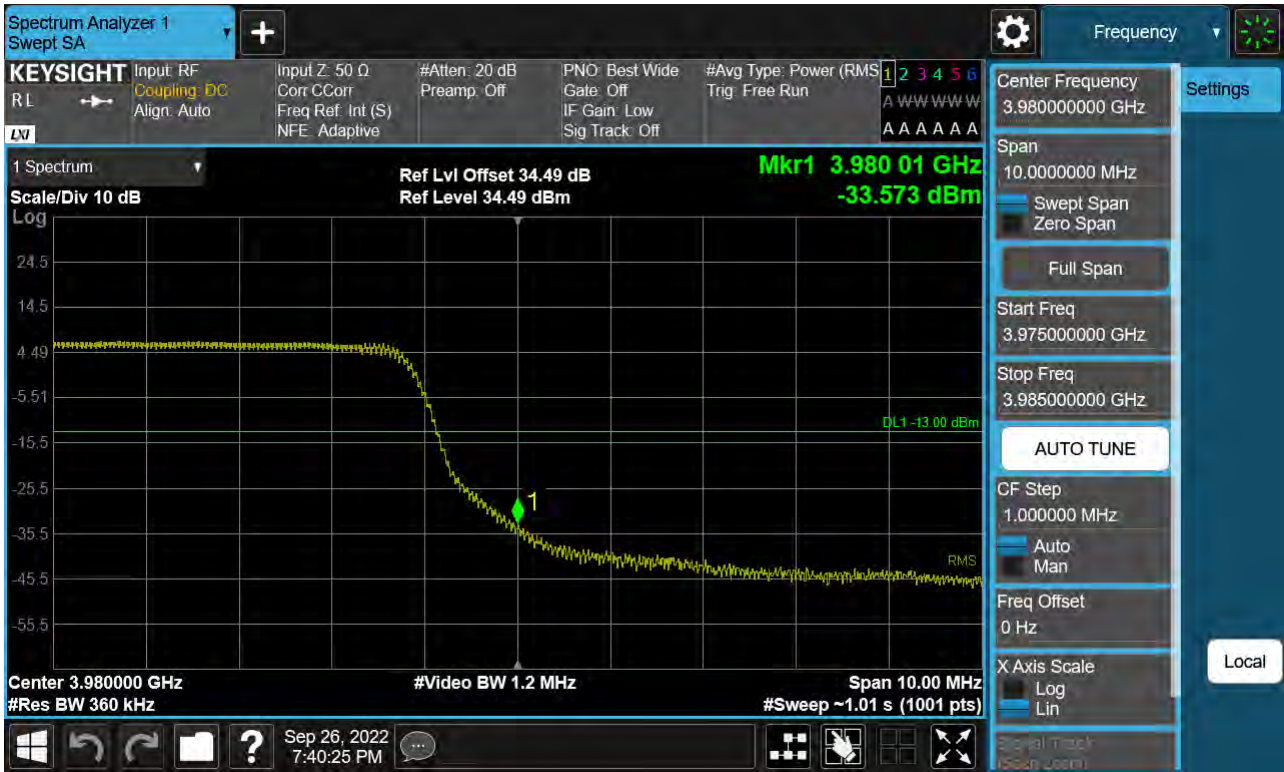 Spectrum Analyzer 1
Swept SA
+
Frequency
KEYSIGHT
RL
LXI
Input: RF
Coupling: DC
Align: Auto
Input Z: 50 Ω
Corr CCorr
Freq Ref: Int (S)
NFE: Adaptive
#Atten: 20 dB
Preamp: Off
PNO: Best Wide
Gate: Off
IF Gain: Low
Sig Track: Off
#Avg Type: Power (RMS
Trig: Free Run
1 2 3 4 5 6
A W W W W W
A A A A A A
1 Spectrum
Scale/Div 10 dB
Log
Ref Lvl Offset 34.49 dB
Ref Level 34.49 dBm
Mkr1 3.980 01 GHz
-33.573 dBm
24.5
14.5
4.49
-5.51
-15.5
-25.5
-35.5
-45.5
-55.5
DL1 -13.00 dBm
1
RMS
Center 3.980000 GHz
#Res BW 360 kHz
#Video BW 1.2 MHz
Span 10.00 MHz
#Sweep ~1.01 s (1001 pts)
Center Frequency
3.980000000 GHz
Settings
Span
10.0000000 MHz
Swept Span
Zero Span
Full Span
Start Freq
3.975000000 GHz
Stop Freq
3.985000000 GHz
AUTO TUNE
CF Step
1.000000 MHz
Auto
Man
Freq Offset
0 Hz
X Axis Scale
Log
Lin
Local
Signal Track
(Span Zoom)
?
Sep 26, 2022
7:40:25 PM